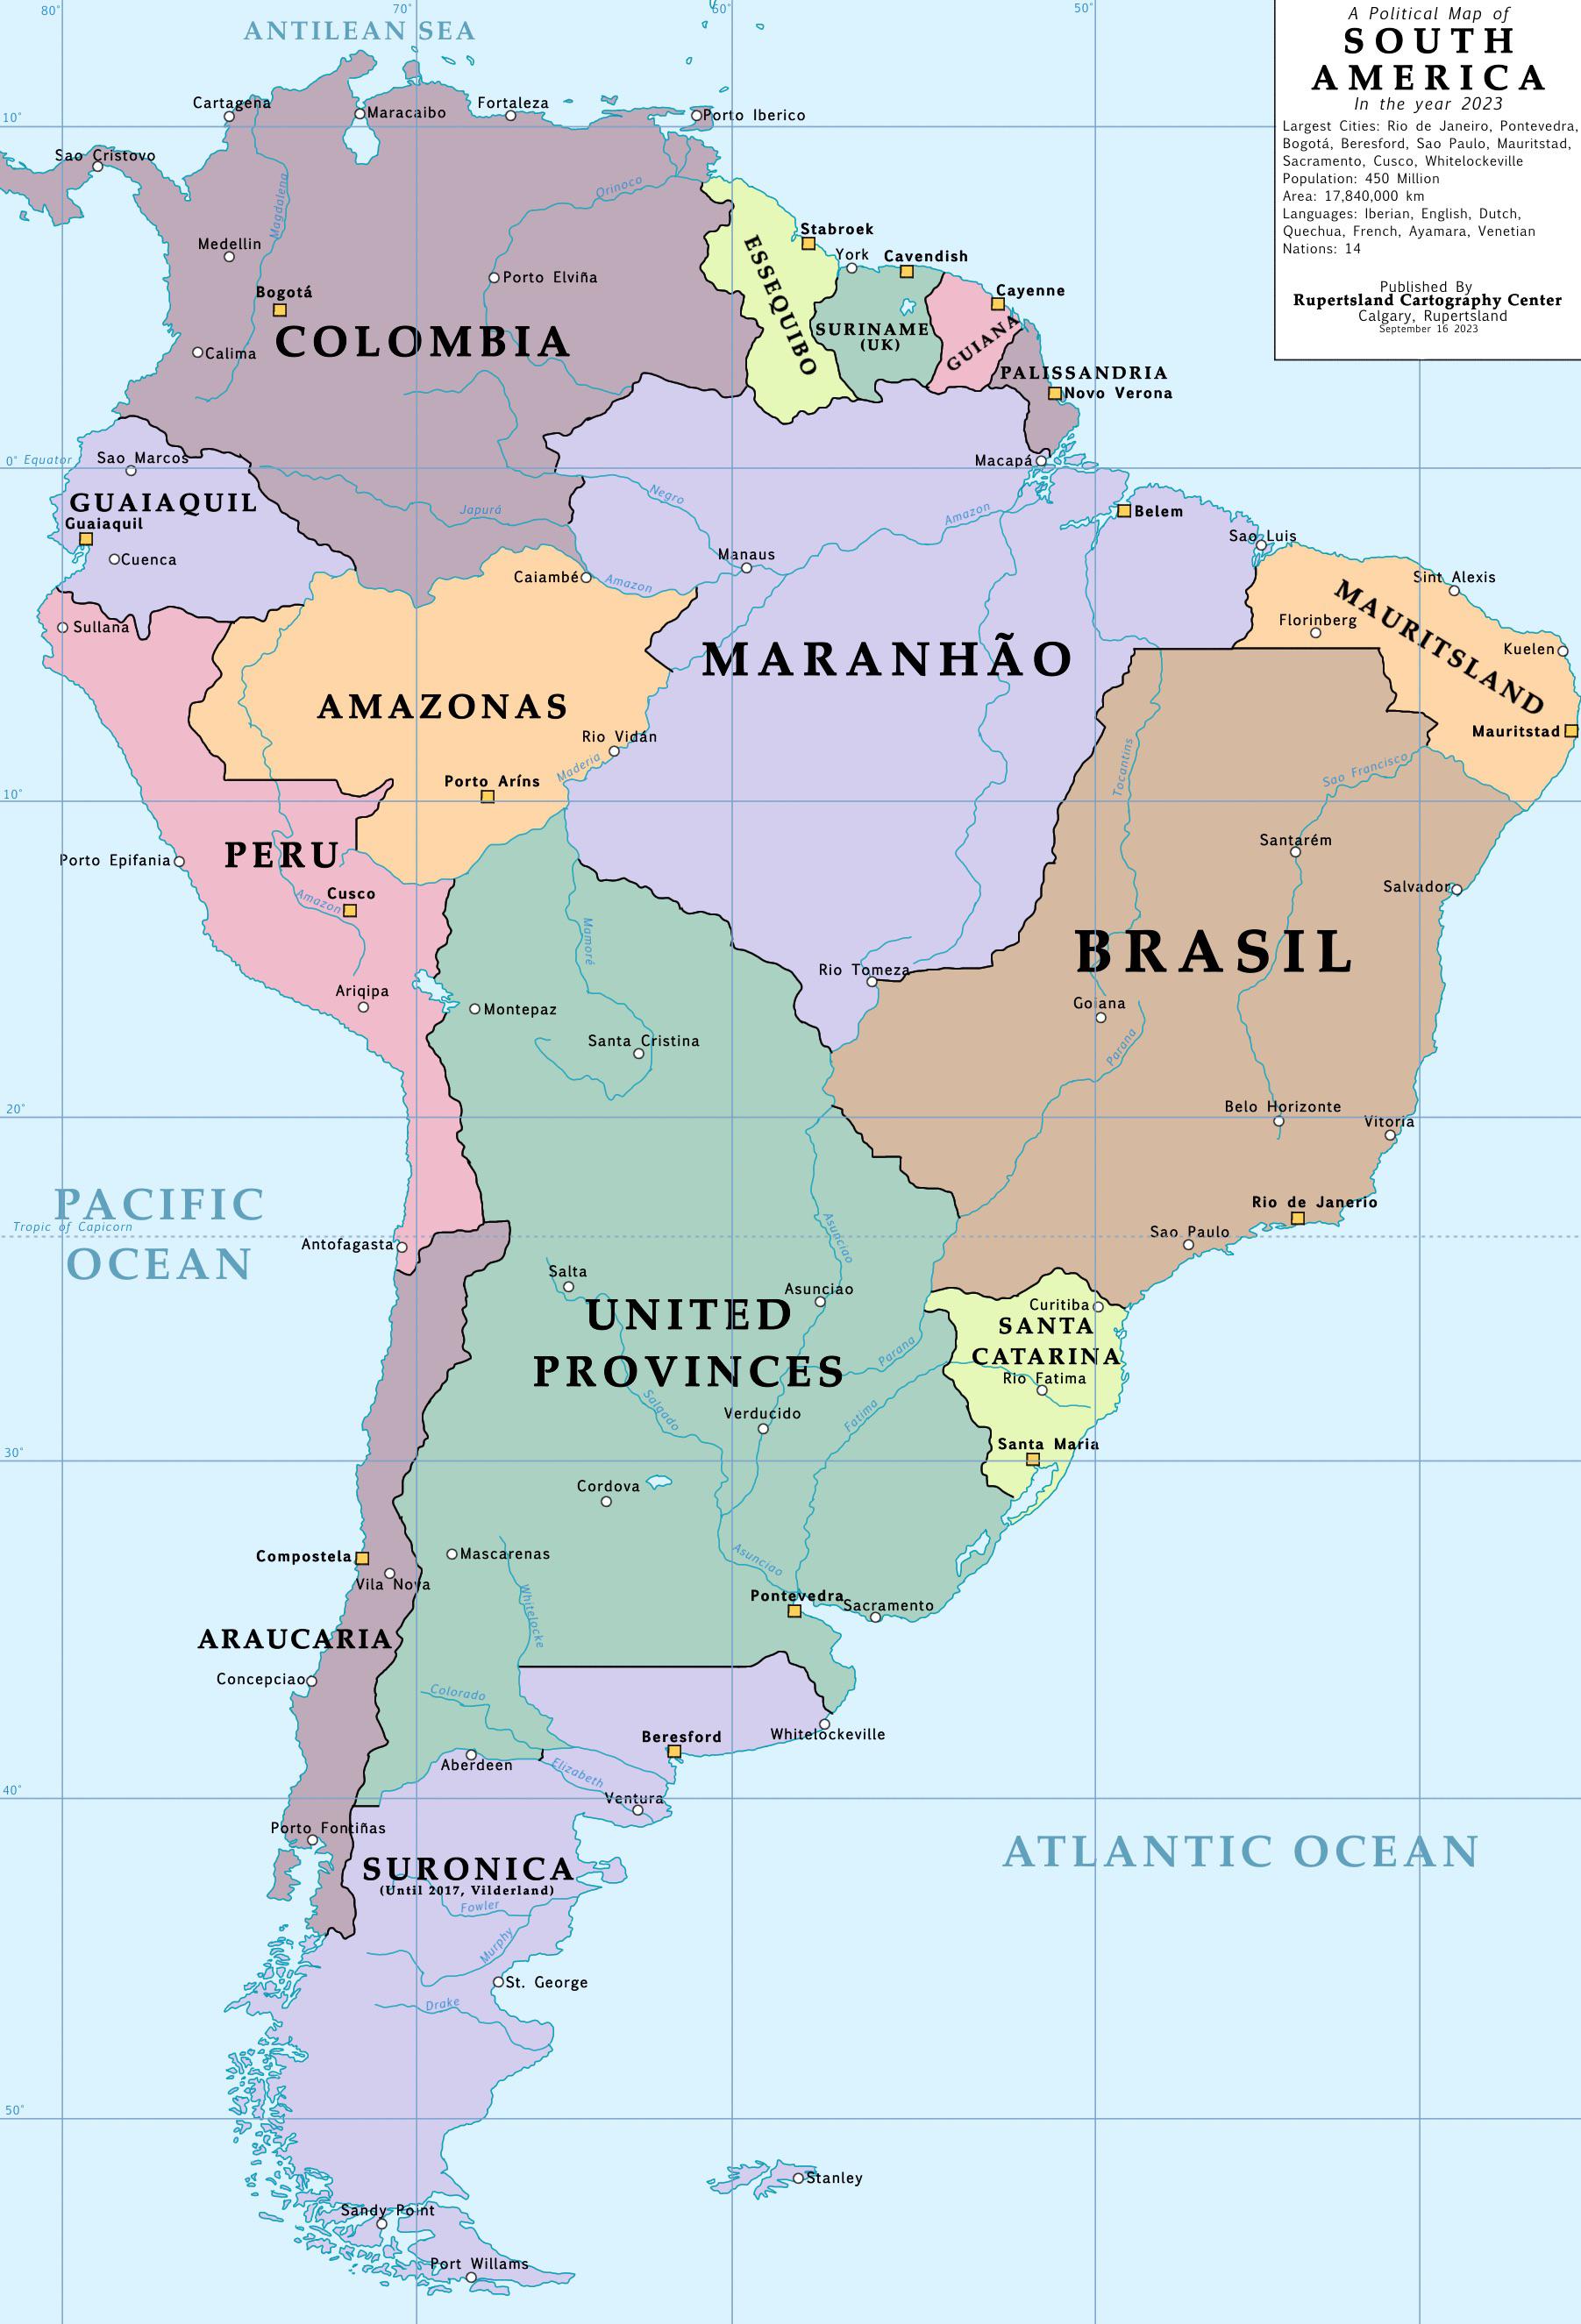 80°
70°
60°
50°
ANTILEAN SEA
A Political Map of
SOUTH
AMERICA
In the year 2023
Largest Cities: Rio de Janeiro, Pontevedra,
Bogotá, Beresford, Sao Paulo, Mauritstad,
Sacramento, Cusco, Whitelockeville
Population: 450 Million
Area: 17,840,000 km
Languages: Iberian, English, Dutch,
Quechua, French, Ayamara, Venetian
Nations: 14
Published By
Rupertsland Cartography Center
Calgary, Rupertsland
September 16 2023
Cartagena
Maracaibo
Fortaleza
Porto Iberico
10°
Sao Cristovo
Magdalena
Orinoco
Medellin
Bogotá
Porto Elviña
COLOMBIA
Calima
ESSEQUIBO
Stabroek
York
Cavendish
Cayenne
SURINAME
(UK)
GUIANA
PALISSANDRIA
Novo Verona
0° Equator
Sao Marcos
Macapá
GUAIAQUIL
Guaiaquil
Cuenca
Japurá
Negro
Amazon
Belem
Sao Luis
Manaus
Caiambé
Amazon
Sint Alexis
MAURITSLAND
Florinberg
Kuelen
Mauritstad
Sullana
MARANHÃO
AMAZONAS
Rio Vidán
Maderia
Porto Aríns
Tocantins
Sao Francisco
10°
PERU
Porto Epifania
Cusco
Amazon
Santarém
Salvador
Mamoré
BRASIL
Rio Tomeza
Ariqipa
Montepaz
Goiana
Santa Cristina
Parana
20°
Belo Horizonte
Vitoria
PACIFIC
OCEAN
Tropic of Capicorn
Rio de Janerio
Sao Paulo
Antofagasta
Asunciao
Salta
Asunciao
UNITED
PROVINCES
Curitiba
SANTA
CATARINA
Rio Fatima
Parana
Salgado
Fatima
Verducido
Santa Maria
30°
Cordova
Compostela
Mascarenas
Vila Nova
Asunciao
Whitelocke
Pontevedra
Sacramento
ARAUCARIA
Concepciao
Colorado
Beresford
Whitelockeville
Aberdeen
Elizabeth
40°
Ventura
Porto Fontiñas
ATLANTIC OCEAN
SURONICA
(Until 2017, Vilderland)
Fowler
Murphy
St. George
Drake
50°
Stanley
Sandy Point
Port Willams